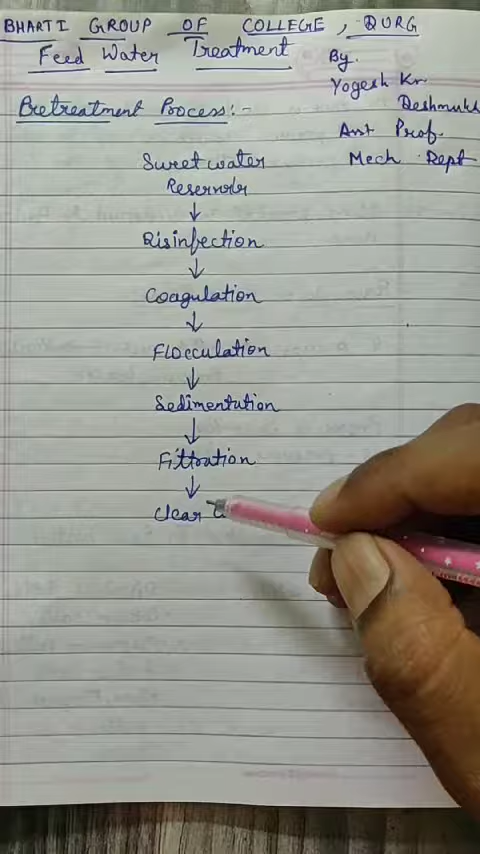 BHARTI GROUP OF COLLEGE, DURG
Feed Water Treatment
By.
Yogesh Kr.
Deshmukh
Asst Prof.
Mech Dept
Pretreatment Process:-
Sweet water
Reservoir
↓
Disinfection
↓
Coagulation
↓
Flocculation
↓
Sedimentation
↓
Filtration
↓
Clear